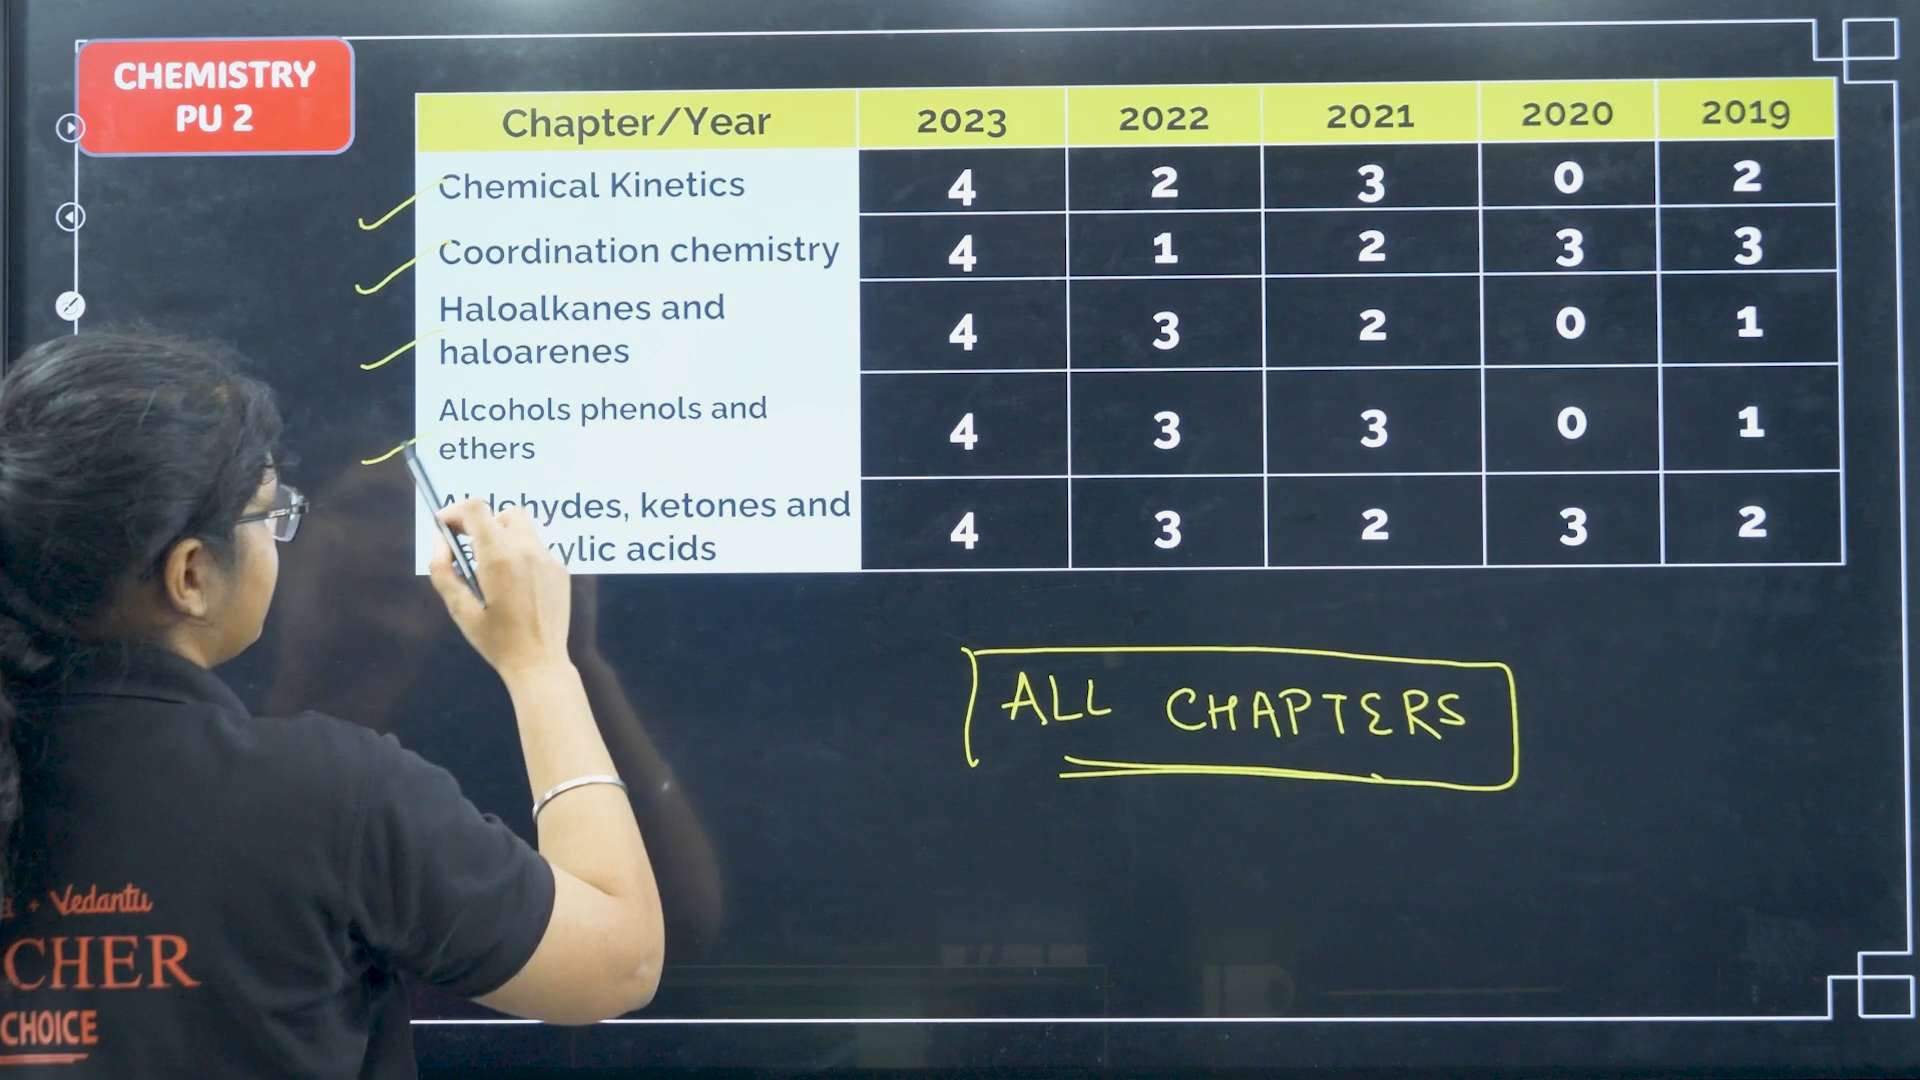 CHEMISTRY
PU 2
Chapter/Year 2023 2022 2021 2020 2019
Chemical Kinetics 4 2 3 0 2
Coordination chemistry 4 1 2 3 3
Haloalkanes and
haloarenes 4 3 2 0 1
Alcohols phenols and
ethers 4 3 3 0 1
Aldehydes, ketones and
acids 4 3 2 3 2
ALL CHAPTERS
+ Vedantu
CHER
CHOICE